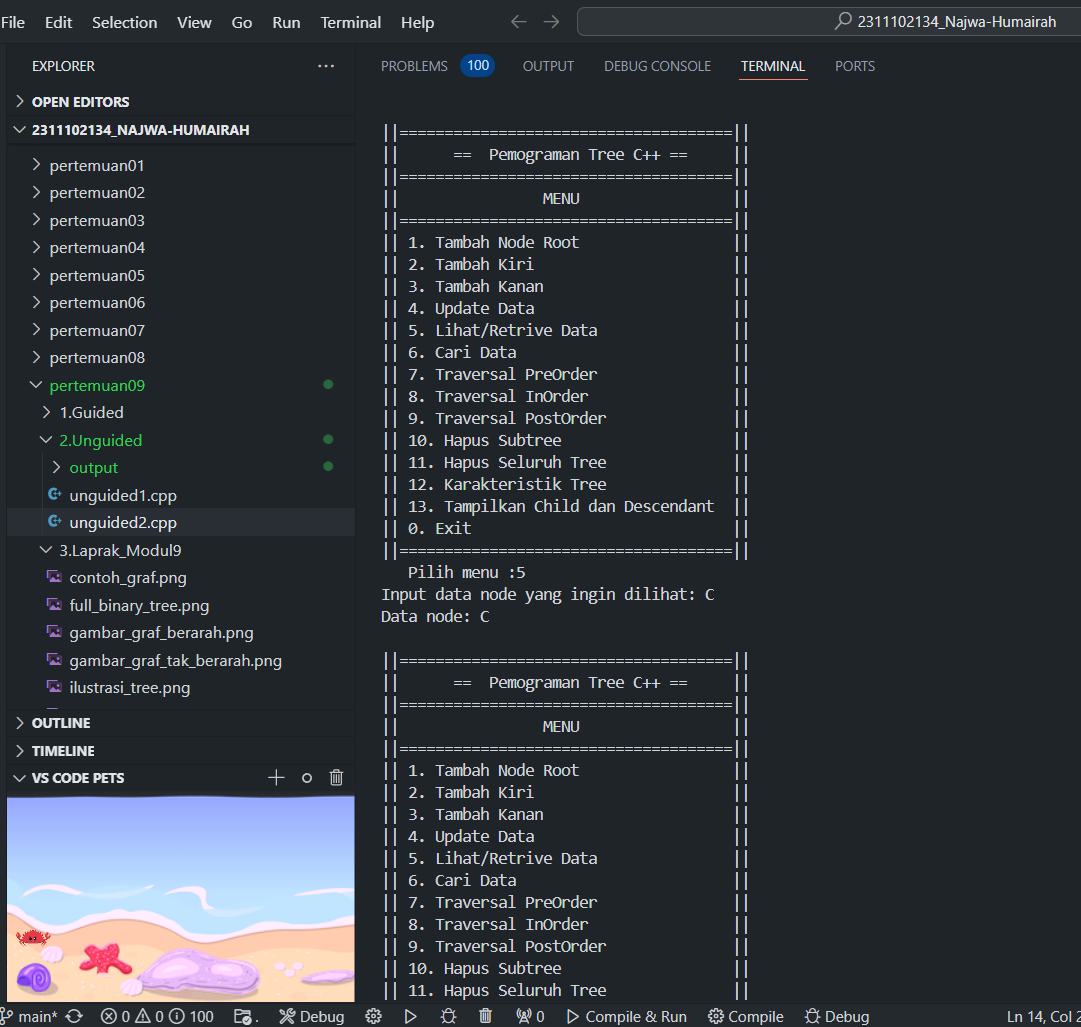 File Edit Selection View Go Run Terminal Help
2311102134_Najwa-Humairah
EXPLORER
OPEN EDITORS
2311102134_NAJWA-HUMAIRAH
pertemuan01
pertemuan02
pertemuan03
pertemuan04
pertemuan05
pertemuan06
pertemuan07
pertemuan08
pertemuan09
1.Guided
2.Unguided
output
unguided1.cpp
unguided2.cpp
3.Laprak_Modul9
contoh_graf.png
full_binary_tree.png
gambar_graf_berarah.png
gambar_graf_tak_berarah.png
ilustrasi_tree.png
OUTLINE
TIMELINE
VS CODE PETS
PROBLEMS 100 OUTPUT DEBUG CONSOLE TERMINAL PORTS
||=====================================||
||      ==  Pemograman Tree C++ ==     ||
||=====================================||
||                MENU                 ||
||=====================================||
|| 1. Tambah Node Root                 ||
|| 2. Tambah Kiri                      ||
|| 3. Tambah Kanan                     ||
|| 4. Update Data                      ||
|| 5. Lihat/Retrive Data               ||
|| 6. Cari Data                        ||
|| 7. Traversal PreOrder               ||
|| 8. Traversal InOrder                ||
|| 9. Traversal PostOrder              ||
|| 10. Hapus Subtree                   ||
|| 11. Hapus Seluruh Tree              ||
|| 12. Karakteristik Tree              ||
|| 13. Tampilkan Child dan Descendant  ||
|| 0. Exit                             ||
||=====================================||
Pilih menu :5
Input data node yang ingin dilihat: C
Data node: C
||=====================================||
||      ==  Pemograman Tree C++ ==     ||
||=====================================||
||                MENU                 ||
||=====================================||
|| 1. Tambah Node Root                 ||
|| 2. Tambah Kiri                      ||
|| 3. Tambah Kanan                     ||
|| 4. Update Data                      ||
|| 5. Lihat/Retrive Data               ||
|| 6. Cari Data                        ||
|| 7. Traversal PreOrder               ||
|| 8. Traversal InOrder                ||
|| 9. Traversal PostOrder              ||
|| 10. Hapus Subtree                   ||
|| 11. Hapus Seluruh Tree              ||
main* 0 0 100 . Debug 0 Compile & Run Compile Debug Ln 14, Col